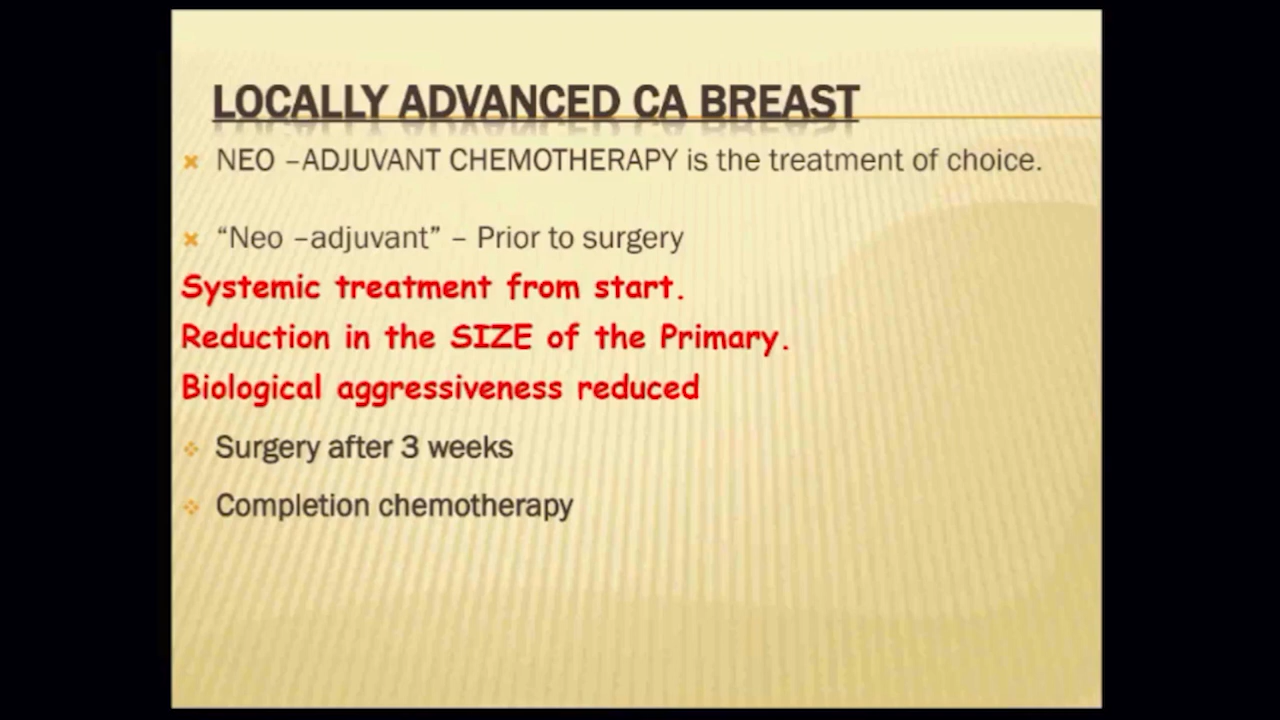 LOCALLY ADVANCED CA BREAST
NEO –ADJUVANT CHEMOTHERAPY is the treatment of choice.
“Neo –adjuvant” – Prior to surgery
Systemic treatment from start.
Reduction in the SIZE of the Primary.
Biological aggressiveness reduced
Surgery after 3 weeks
Completion chemotherapy